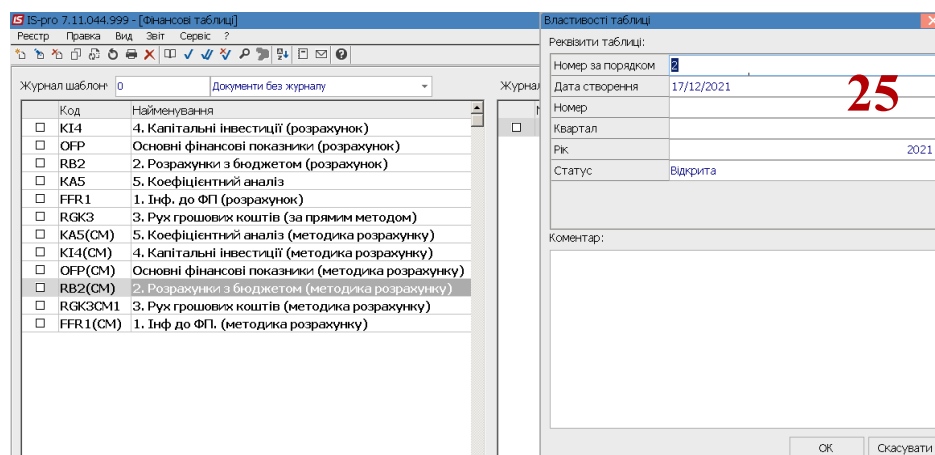 IS-pro 7.11.044.999 - [Фінансові таблиці]
Реєстр Правка Вид Звіт Сервіс ?
Журнал шаблон 0 Документи без журналу
Код Найменування
KI4 4. Капітальні інвестиції (розрахунок)
OFP Основні фінансові показники (розрахунок)
RB2 2. Розрахунки з бюджетом (розрахунок)
KA5 5. Коефіцієнтний аналіз
FFR1 1. Інф. до ФП (розрахунок)
RGK3 3. Рух грошових коштів (за прямим методом)
KA5(CM) 5. Коефіцієнтний аналіз (методика розрахунку)
KI4(CM) 4. Капітальні інвестиції (методика розрахунку)
OFP(CM) Основні фінансові показники (методика розрахунку)
RB2(CM) 2. Розрахунки з бюджетом (методика розрахунку)
RGK3CM1 3. Рух грошових коштів (методика розрахунку)
FFR1(CM) 1. Інф до ФП. (методика розрахунку)
Журнал
Властивості таблиці
Реквізити таблиці:
Номер за порядком 2
Дата створення 17/12/2021
25
Номер
Квартал
Рік 2021
Статус Відкрита
Коментар:
ОК Скасувати